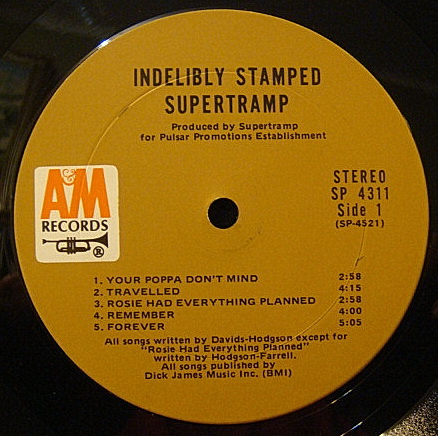 INDELIBLY STAMPED
SUPERTRAMP
Produced by Supertramp
for Pulsar Promotions Establishment
A&M
RECORDS
®
STEREO
SP 4311
Side 1
(SP-4521)
1. YOUR POPPA DON'T MIND 2:58
2. TRAVELLED 4:15
3. ROSIE HAD EVERYTHING PLANNED 2:58
4. REMEMBER 4:00
5. FOREVER 5:05
All songs written by Davids-Hodgson except for
"Rosie Had Everything Planned"
written by Hodgson-Farrell.
All songs published by
Dick James Music Inc. (BMI)